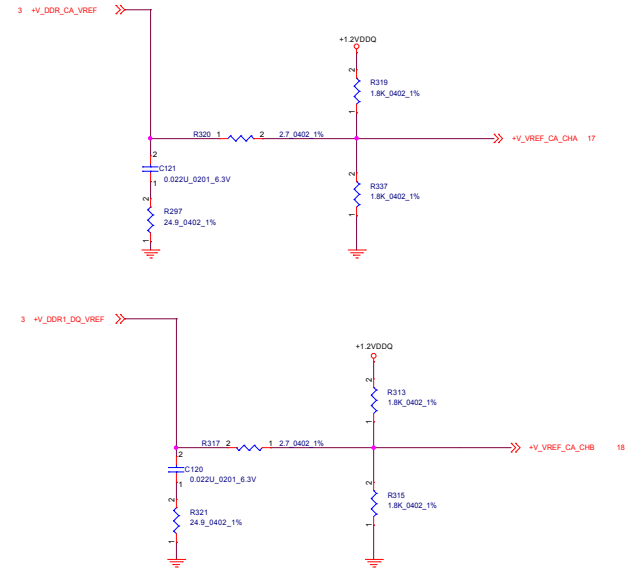 3 +V_DDR_CA_VREF
+1.2VDDQ
2
R319
1.8K_0402_1%
1
R320 1 2 2.7_0402_1%
+V_VREF_CA_CHA 17
2
C121
0.022U_0201_6.3V
1
2
R337
1.8K_0402_1%
1
2
R297
24.9_0402_1%
1
3 +V_DDR1_DQ_VREF
+1.2VDDQ
2
R313
1.8K_0402_1%
1
R317 2 1 2.7_0402_1%
+V_VREF_CA_CHB 18
2
C120
0.022U_0201_6.3V
1
2
R315
1.8K_0402_1%
1
2
R321
24.9_0402_1%
1